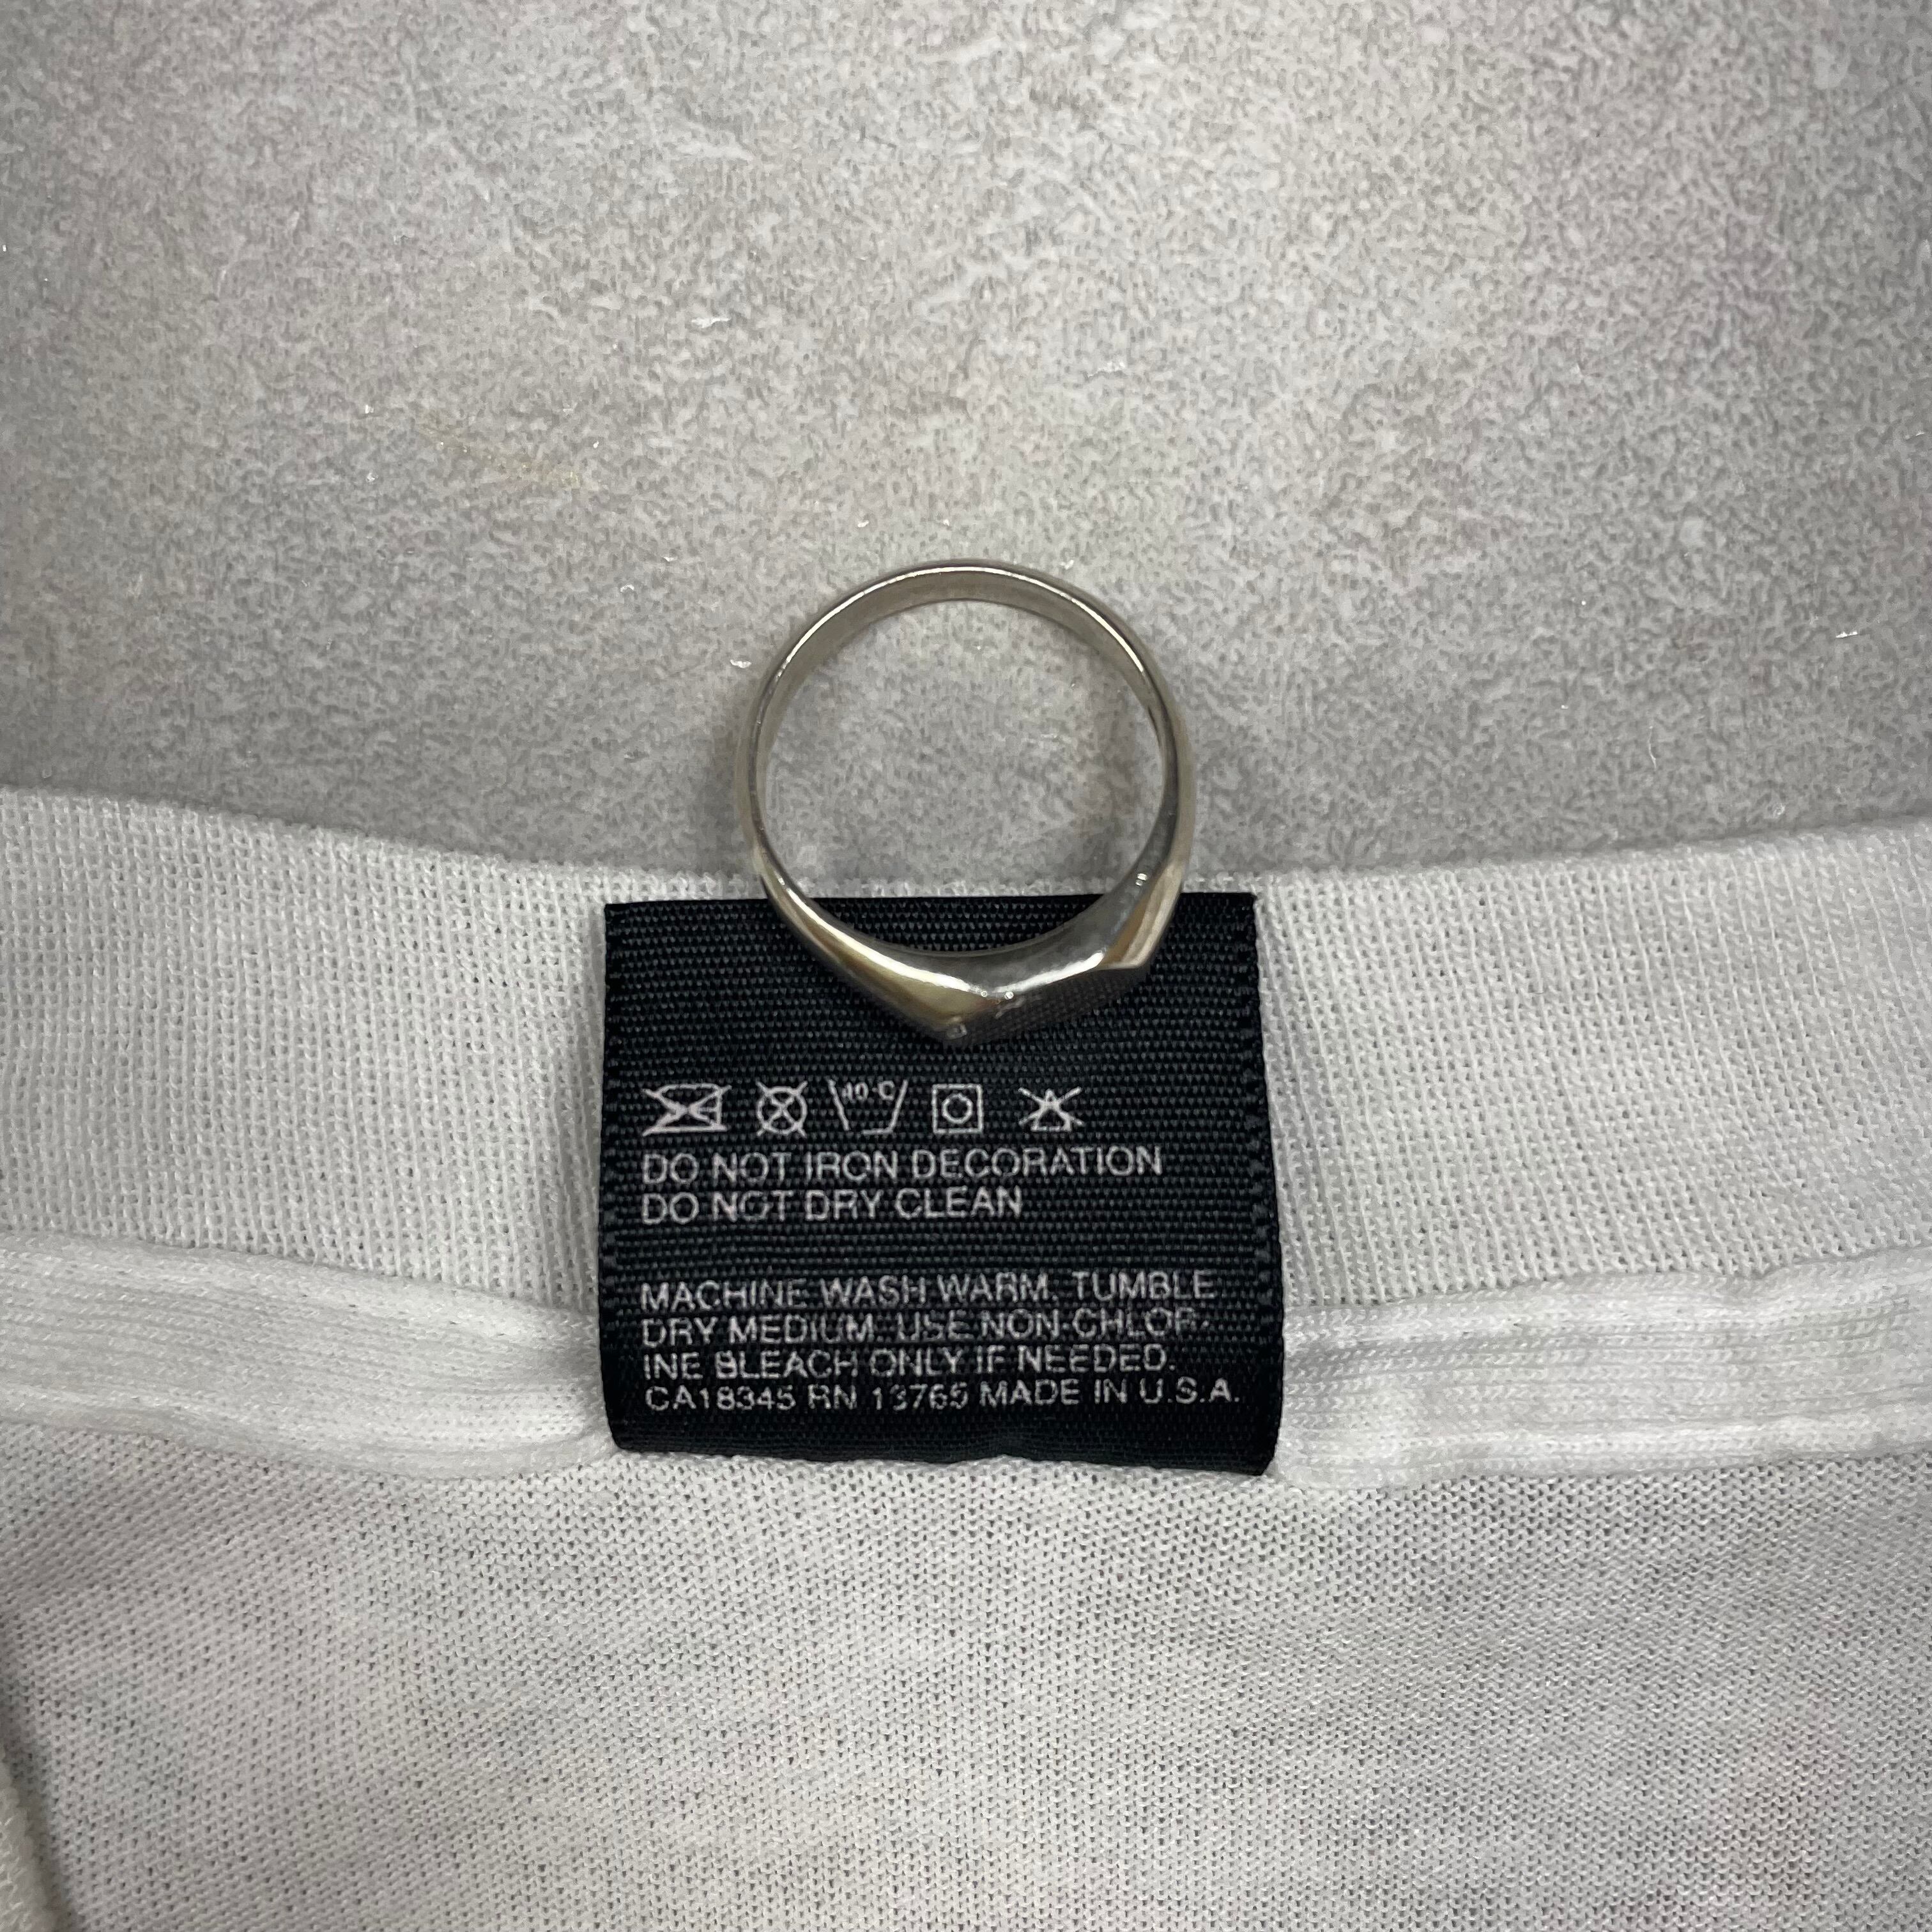 40°C
DO NOT IRON DECORATION
DO NOT DRY CLEAN
MACHINE WASH WARM. TUMBLE
DRY MEDIUM. USE NON-CHLOR-
INE BLEACH ONLY IF NEEDED.
CA18345 RN 13765 MADE IN U.S.A.